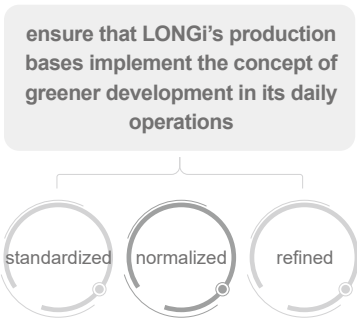 ensure that LONGi’s production
bases implement the concept of
greener development in its daily
operations
standardized
normalized
refined